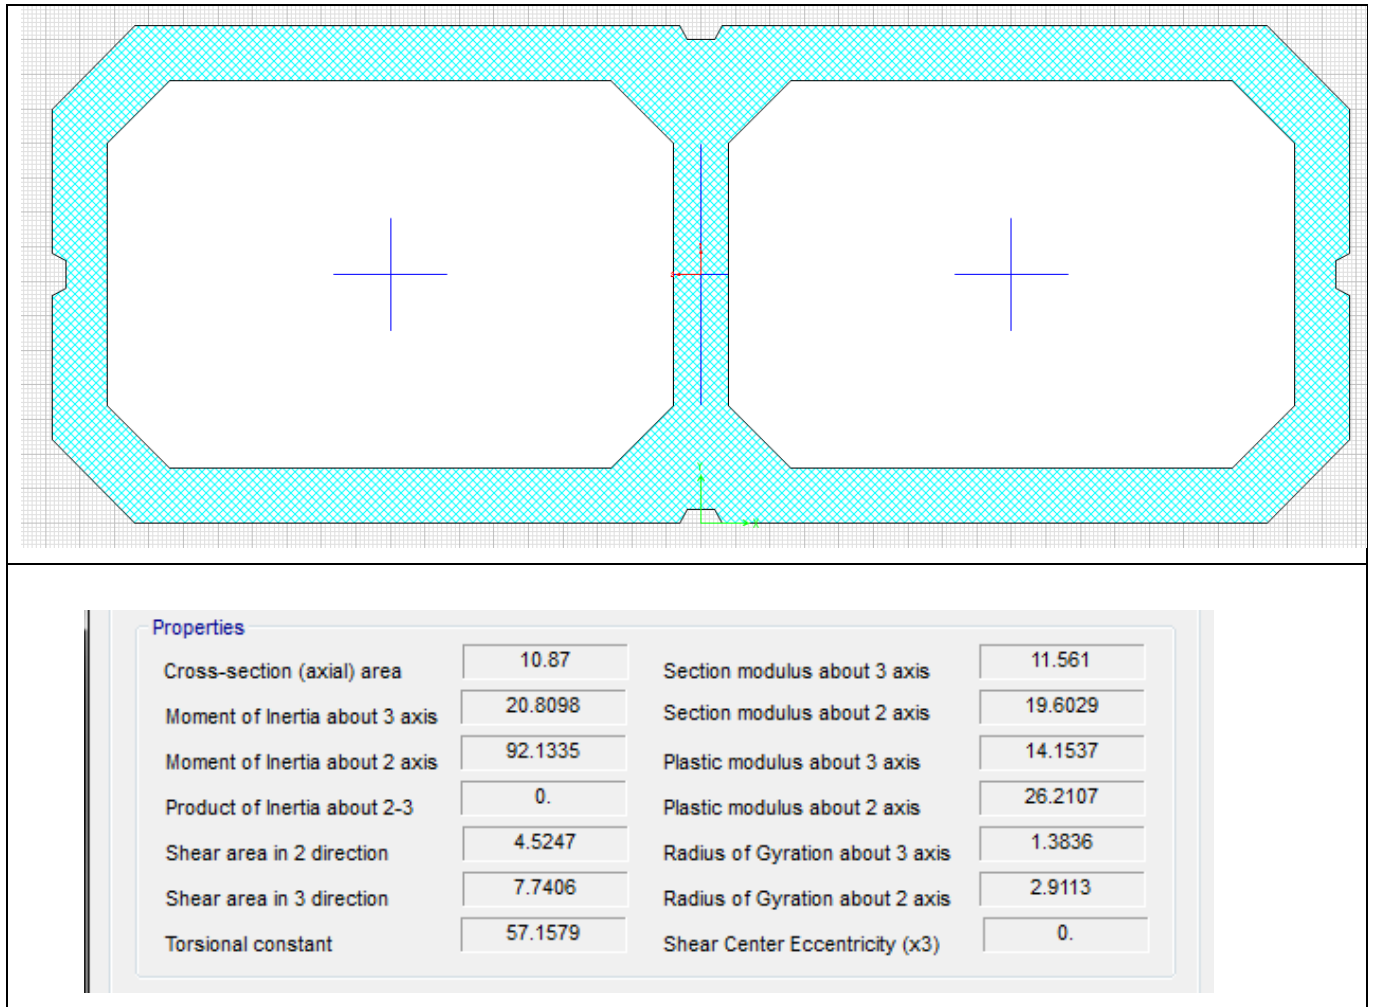 Y
X
Properties
Cross-section (axial) area 10.87 Section modulus about 3 axis 11.561
Moment of Inertia about 3 axis 20.8098 Section modulus about 2 axis 19.6029
Moment of Inertia about 2 axis 92.1335 Plastic modulus about 3 axis 14.1537
Product of Inertia about 2-3 0. Plastic modulus about 2 axis 26.2107
Shear area in 2 direction 4.5247 Radius of Gyration about 3 axis 1.3836
Shear area in 3 direction 7.7406 Radius of Gyration about 2 axis 2.9113
Torsional constant 57.1579 Shear Center Eccentricity (x3) 0.